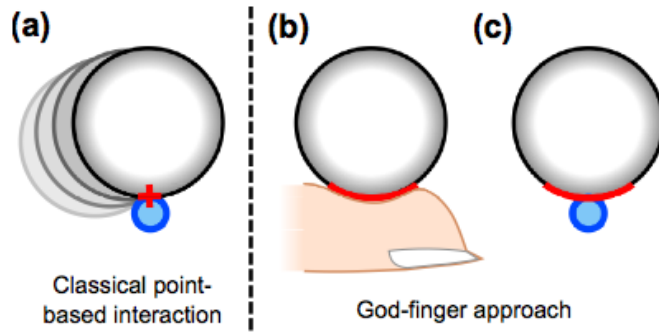 (a)
(b)
(c)
Classical point-
based interaction
God-finger approach